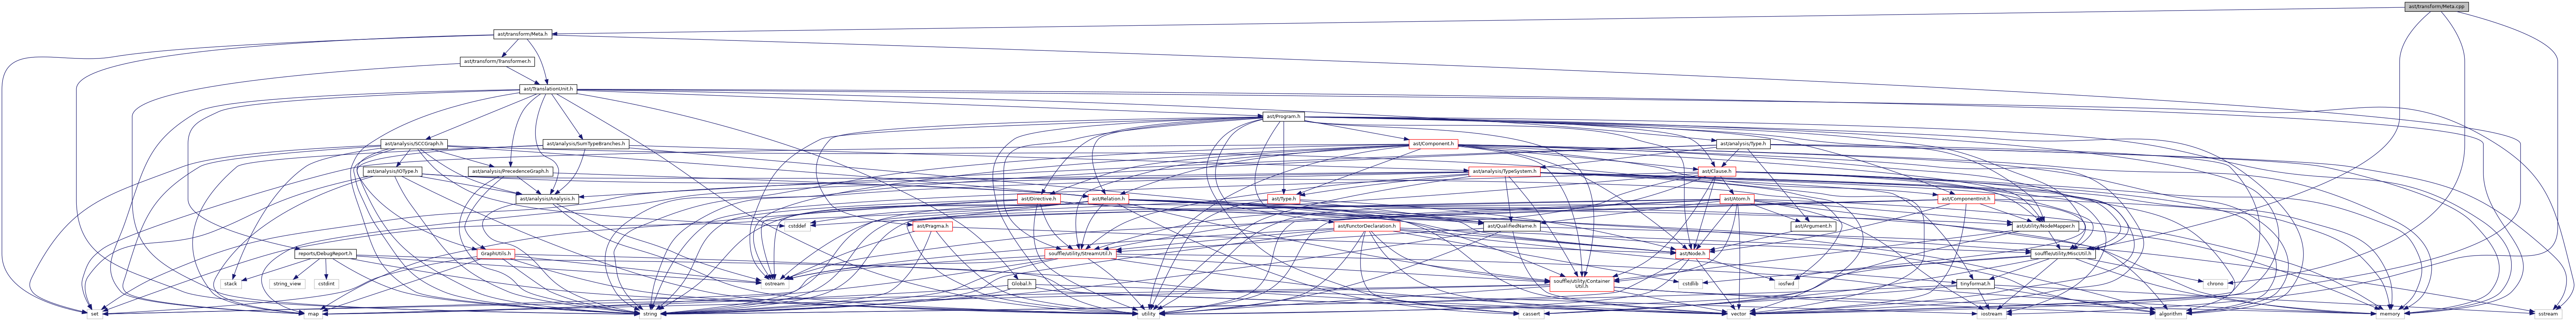 ast/transform/Meta.cpp
ast/transform/Meta.h
ast/transform/Transformer.h
ast/TranslationUnit.h
ast/Program.h
ast/analysis/SCCGraph.h
ast/analysis/SumTypeBranches.h
ast/Component.h
ast/analysis/Type.h
ast/analysis/IOType.h
ast/analysis/PrecedenceGraph.h
ast/analysis/TypeSystem.h
ast/Clause.h
ast/analysis/Analysis.h
ast/Directive.h
ast/Relation.h
ast/Type.h
ast/Atom.h
ast/ComponentInit.h
cstddef
ast/Pragma.h
ast/FunctorDeclaration.h
ast/QualifiedName.h
ast/Argument.h
ast/utility/NodeMapper.h
reports/DebugReport.h
GraphUtils.h
souffle/utility/StreamUtil.h
ast/Node.h
souffle/utility/MiscUtil.h
stack
string_view
cstdint
ostream
Global.h
souffle/utility/Container
Util.h
cstdlib
iosfwd
tinyformat.h
chrono
set
map
string
utility
cassert
vector
iostream
algorithm
memory
sstream